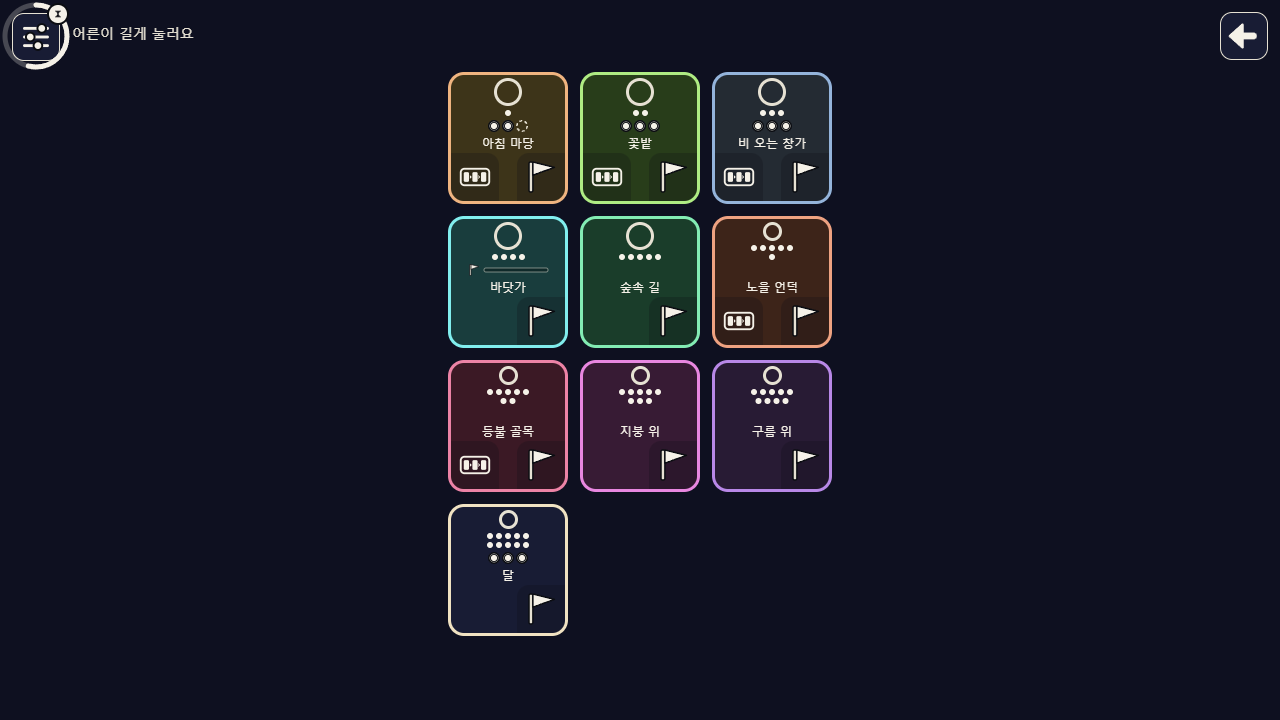 어른이 길게 눌러요
아침 마당
꽃밭
비 오는 창가
바닷가
숲속 길
노을 언덕
등불 골목
지붕 위
구름 위
달